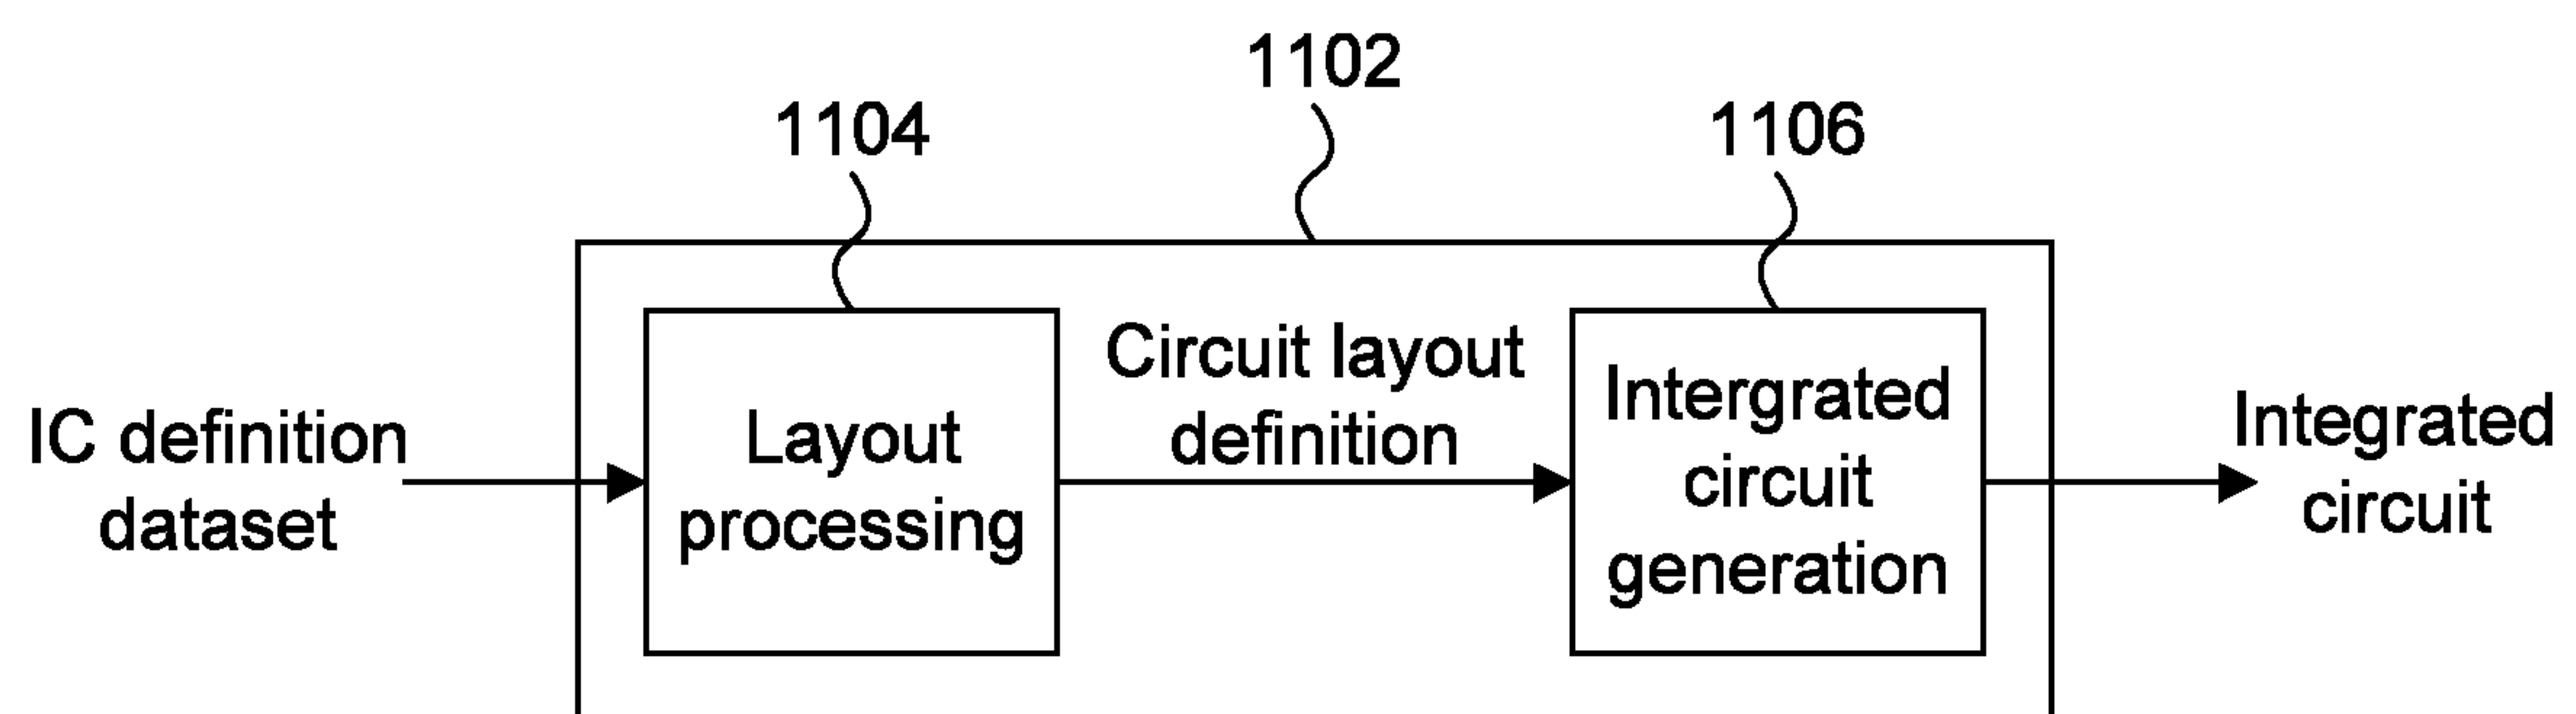 1102
1104
1106
IC definition
dataset
Layout
processing
Circuit layout
definition
Intergrated
circuit
generation
Integrated
circuit